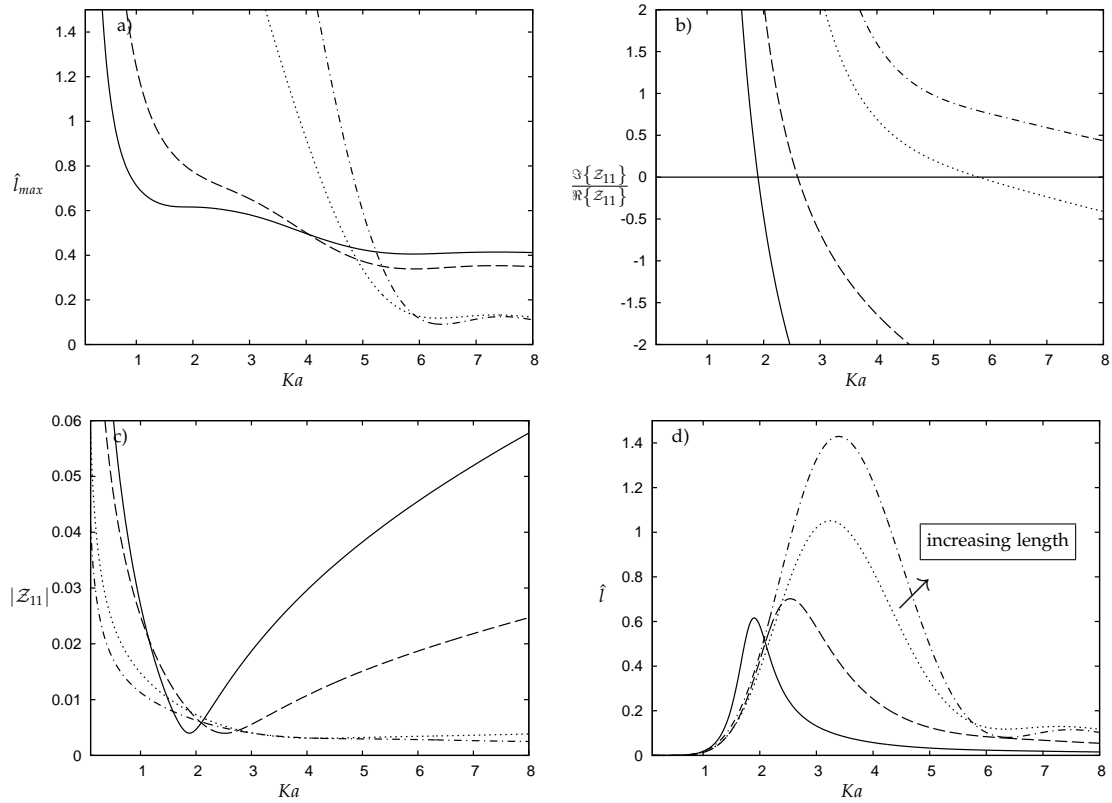 a)
1.4
1.2
1
0.8
0.6
0.4
0.2
0
l̂max
1 2 3 4 5 6 7 8
Ka
b)
2
1.5
1
0.5
0
-0.5
-1
-1.5
-2
ℑ{Z11}
ℜ{Z11}
1 2 3 4 5 6 7 8
Ka
c)
0.06
0.05
0.04
0.03
0.02
0.01
0
|Z11|
1 2 3 4 5 6 7 8
Ka
d)
1.4
1.2
1
0.8
0.6
0.4
0.2
0
l̂
increasing length
1 2 3 4 5 6 7 8
Ka